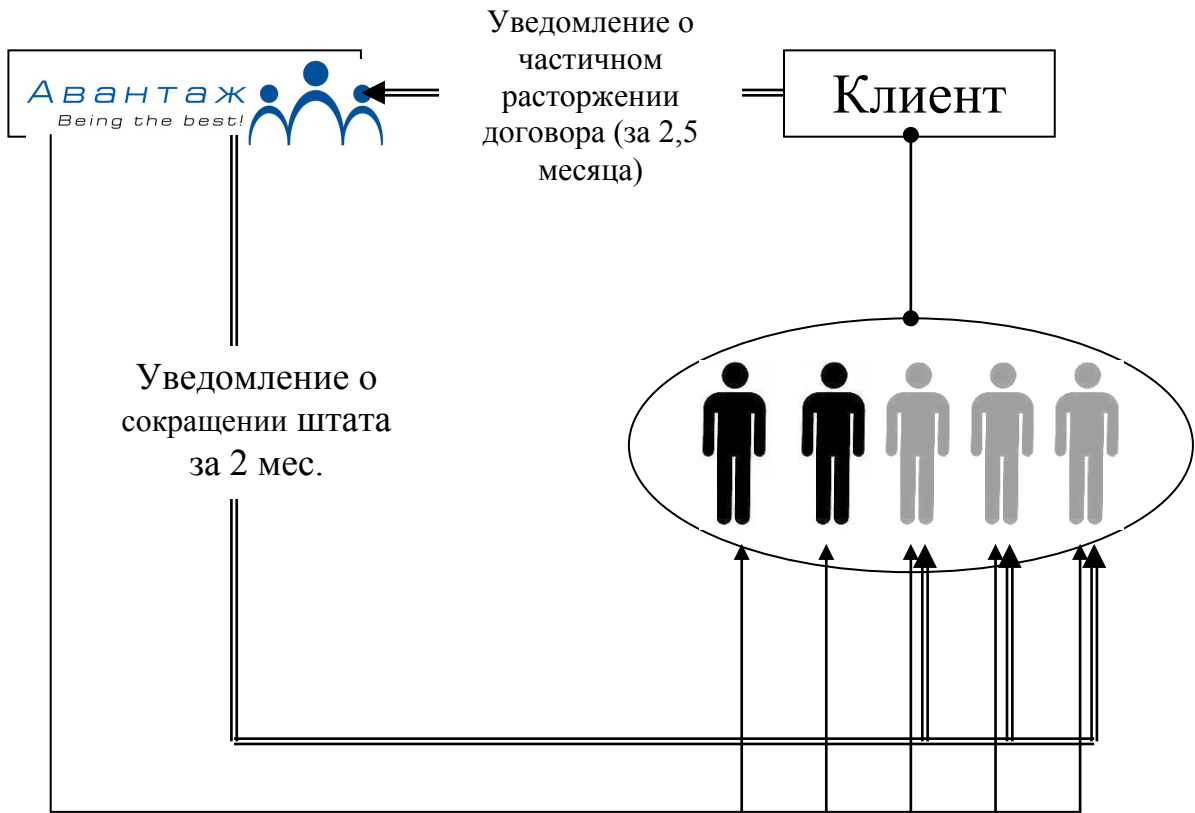 Уведомление о
частичном
расторжении
договора (за 2,5
месяца)
Авантаж
Being the best!
Клиент
Уведомление о
сокращении штата
за 2 мес.